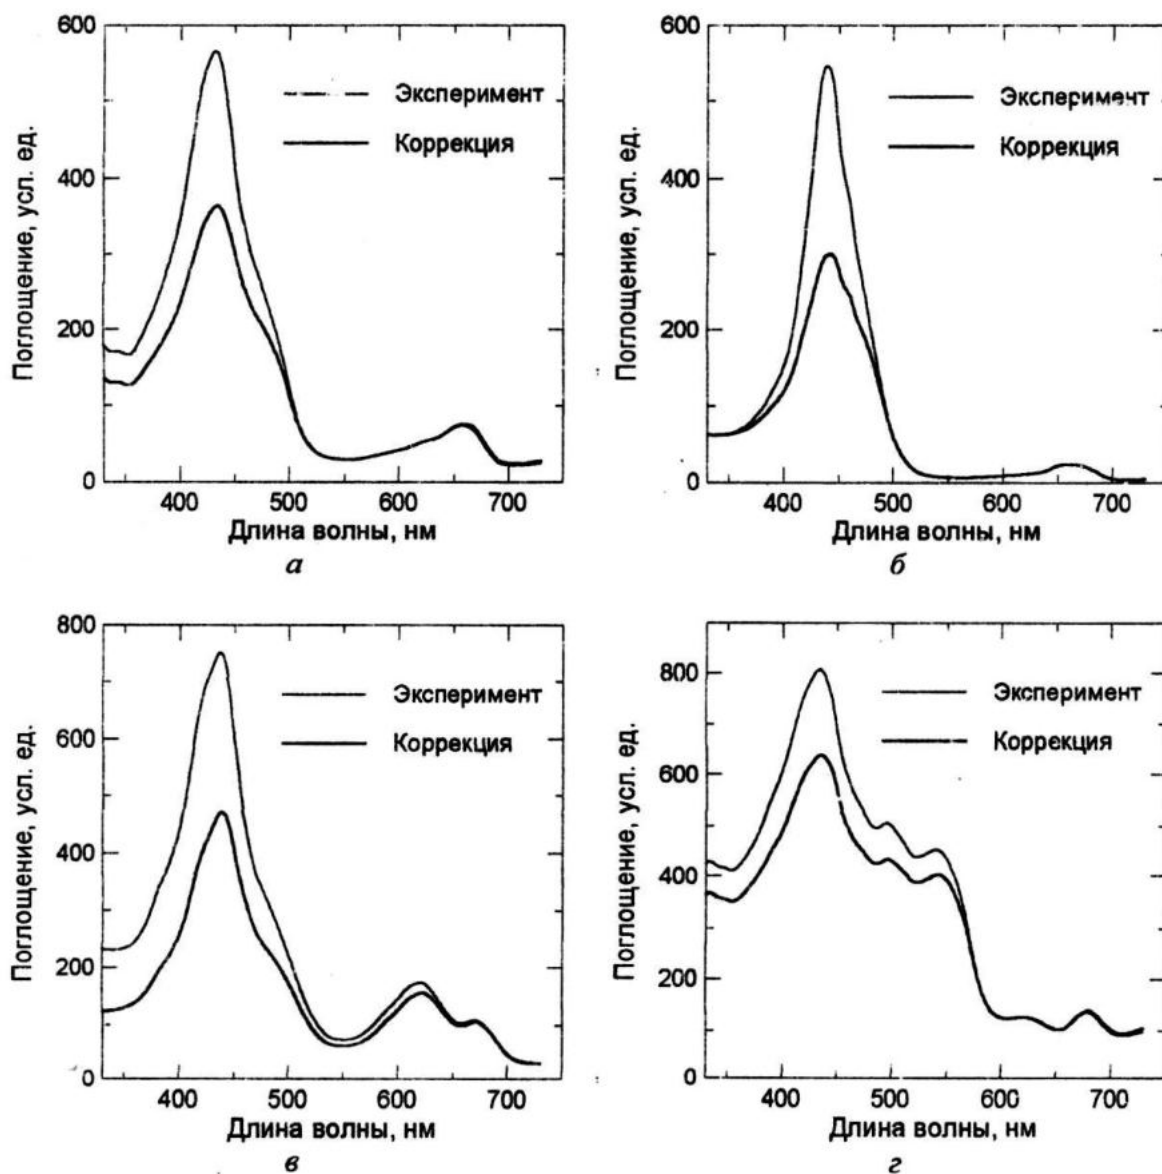 600
400
200
0
Поглощение, усл. ед.
Эксперимент
Коррекция
400 500 600 700
Длина волны, нм
а
600
400
200
0
Поглощение, усл. ед.
Эксперимент
Коррекция
400 500 600 700
Длина волны, нм
б
800
600
400
200
0
Поглощение, усл. ед.
Эксперимент
Коррекция
400 500 600 700
Длина волны, нм
в
800
600
400
200
0
Поглощение, усл. ед.
Эксперимент
Коррекция
400 500 600 700
Длина волны, нм
г